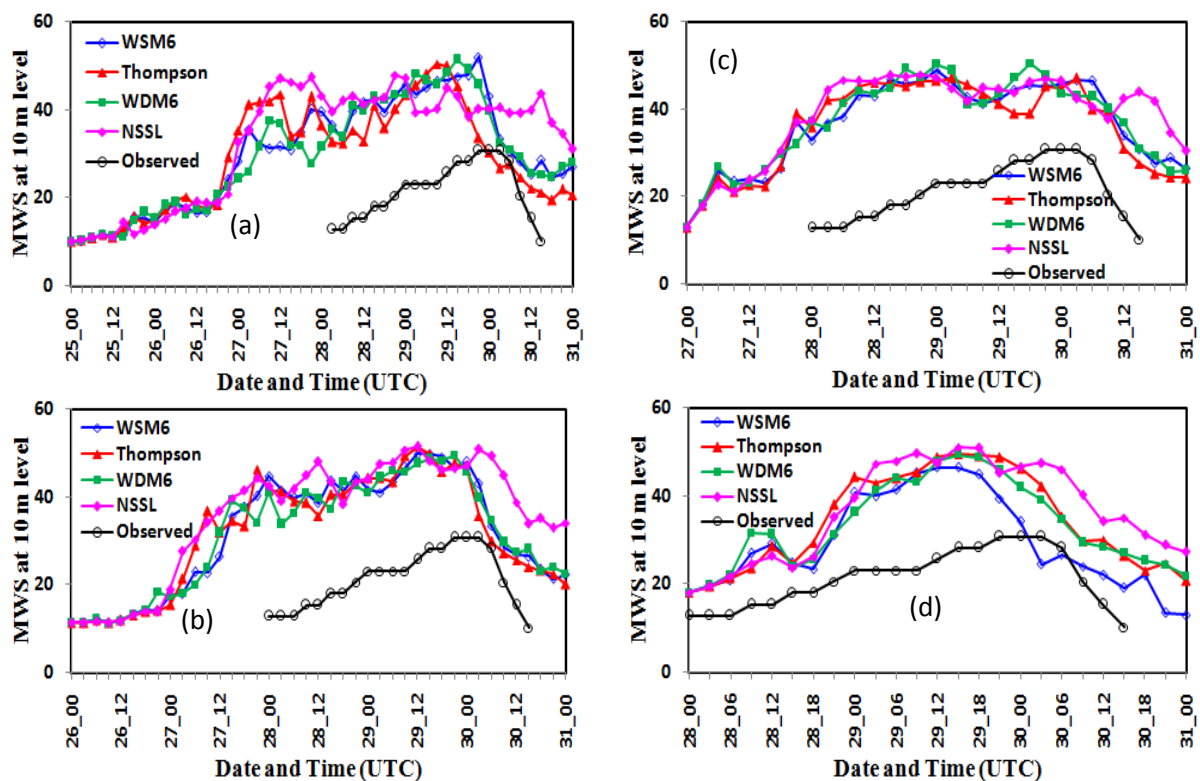 MWS at 10 m level
60
40
20
0
WSM6
Thompson
WDM6
NSSL
Observed
(a)
25_00
25_12
26_00
26_12
27_00
27_12
28_00
28_12
29_00
29_12
30_00
30_12
31_00
Date and Time (UTC)
MWS at 10 m level
60
40
20
0
(c)
WSM6
Thompson
WDM6
NSSL
Observed
27_00
27_12
28_00
28_12
29_00
29_12
30_00
30_12
31_00
Date and Time (UTC)
MWS at 10 m level
60
40
20
0
WSM6
Thompson
WDM6
NSSL
Observed
(b)
26_00
26_12
27_00
27_12
28_00
28_12
29_00
29_12
30_00
30_12
31_00
Date and Time (UTC)
MWS at 10 m level
60
40
20
0
WSM6
Thompson
WDM6
NSSL
Observed
(d)
28_00
28_06
28_12
28_18
29_00
29_06
29_12
29_18
30_00
30_06
30_12
30_18
31_00
Date and Time (UTC)